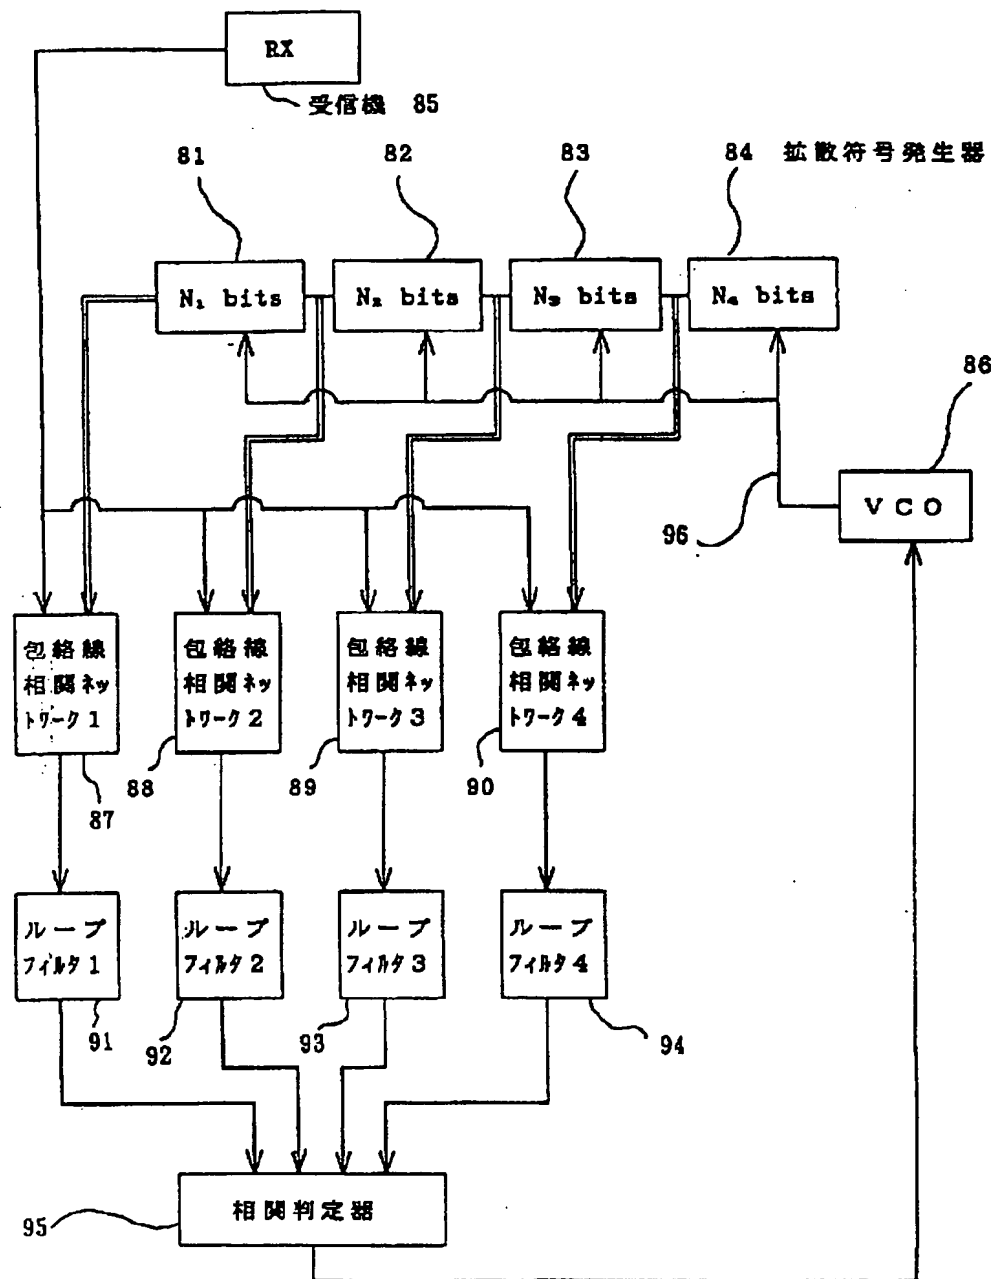 RX
受信機 85
81
82
83
84 拡散符号発生器
N₁ bits
N₂ bits
N₃ bits
N₄ bits
86
VCO
96
包絡線
相関ネッ
トワーク1
包絡線
相関ネッ
トワーク2
包絡線
相関ネッ
トワーク3
包絡線
相関ネッ
トワーク4
87
88
89
90
ループ
フィルタ1
ループ
フィルタ2
ループ
フィルタ3
ループ
フィルタ4
91
92
93
94
相関判定器
95